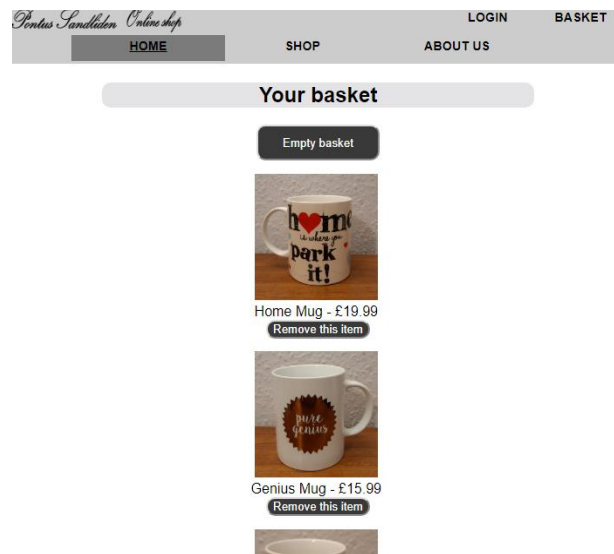 Pontus Sandliden Online shop
LOGIN BASKET
HOME SHOP ABOUT US
Your basket
Empty basket
home
is where you
park
it!
Home Mug - £19.99
Remove this item
pure
genius
Genius Mug - £15.99
Remove this item